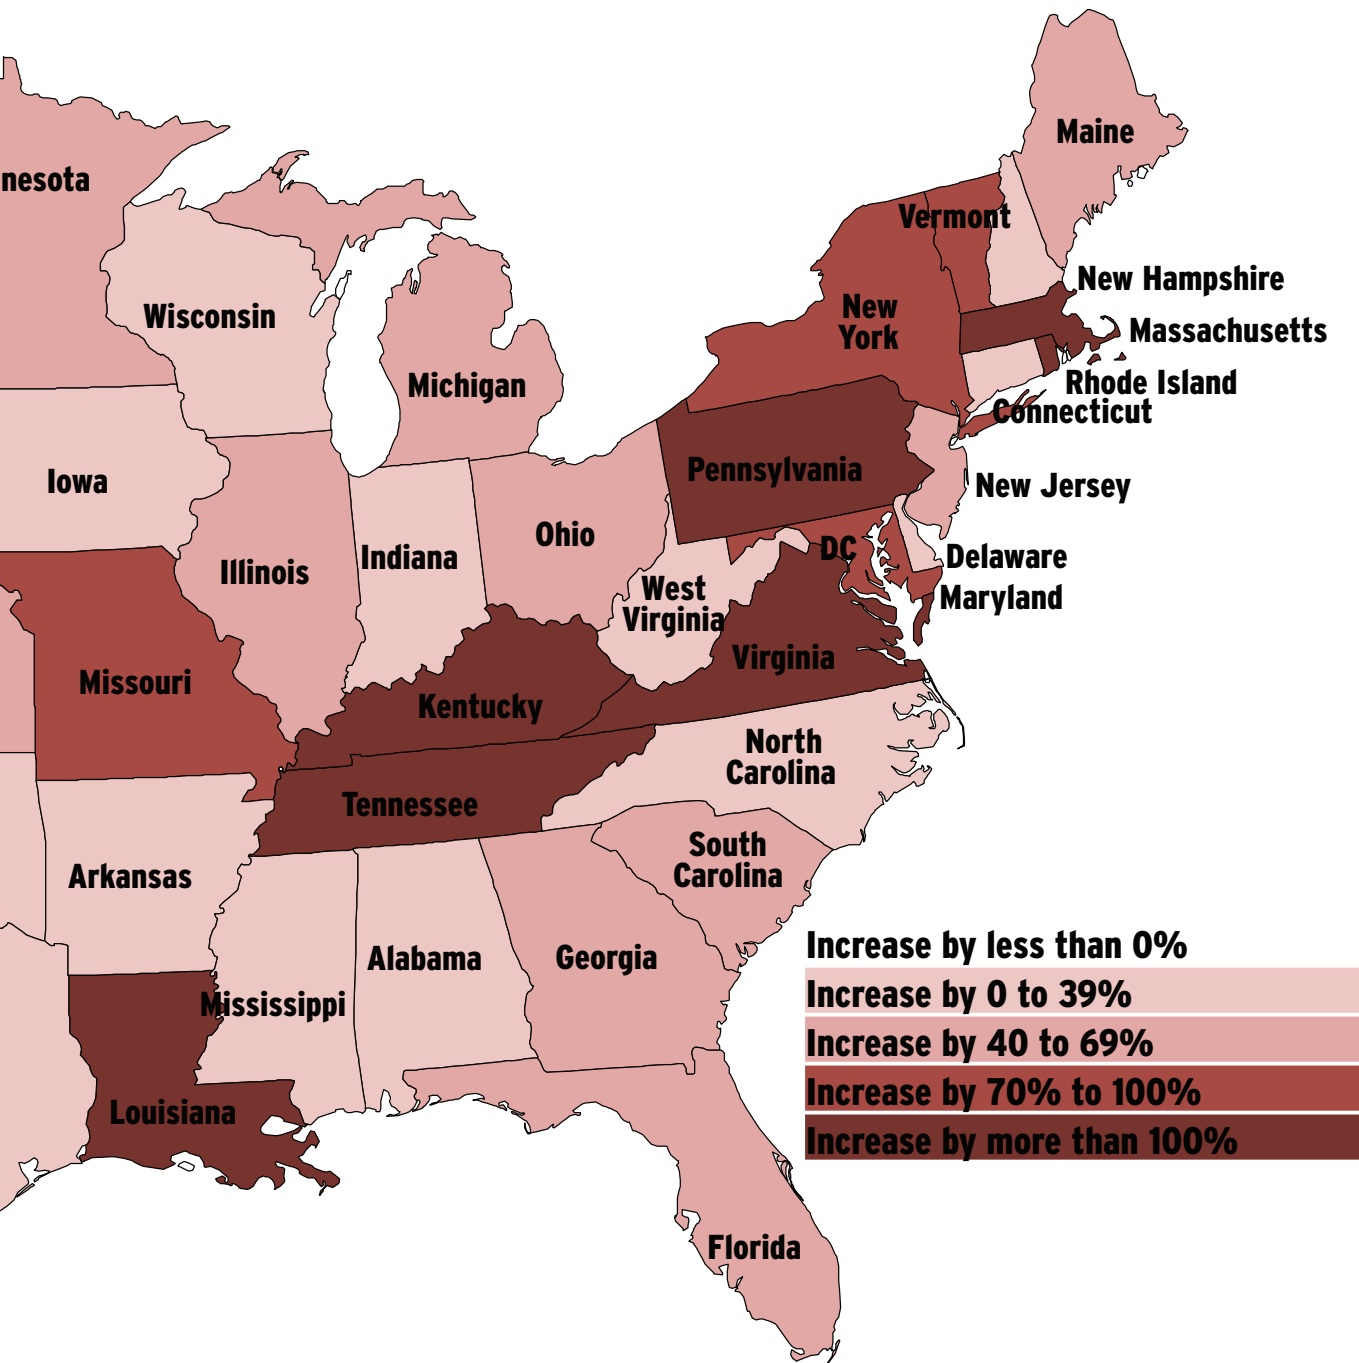 Maine
nesota
Vermont
New Hampshire
Wisconsin
New
York
Massachusetts
Michigan
Rhode Island
Connecticut
Pennsylvania
Iowa
New Jersey
Ohio
DC
Indiana
Delaware
Illinois
West
Virginia
Maryland
Virginia
Missouri
Kentucky
North
Carolina
Tennessee
South
Carolina
Arkansas
Alabama
Georgia
Mississippi
Louisiana
Florida
Increase by less than 0%
Increase by 0 to 39%
Increase by 40 to 69%
Increase by 70% to 100%
Increase by more than 100%